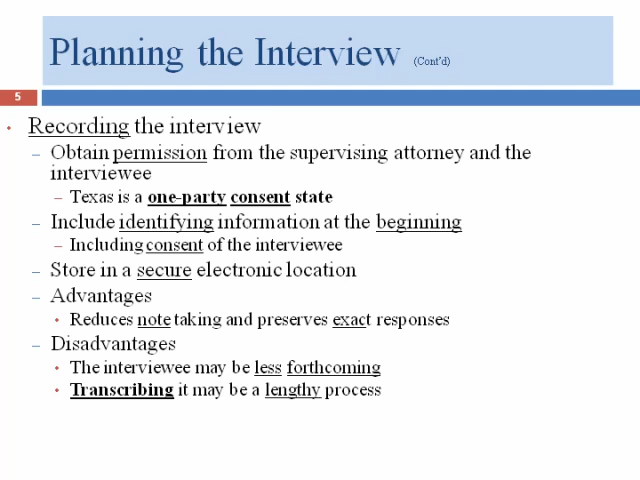 Planning the Interview (Cont'd)
5
• Recording the interview
– Obtain permission from the supervising attorney and the
interviewee
– Texas is a one-party consent state
– Include identifying information at the beginning
– Including consent of the interviewee
– Store in a secure electronic location
– Advantages
• Reduces note taking and preserves exact responses
– Disadvantages
• The interviewee may be less forthcoming
• Transcribing it may be a lengthy process